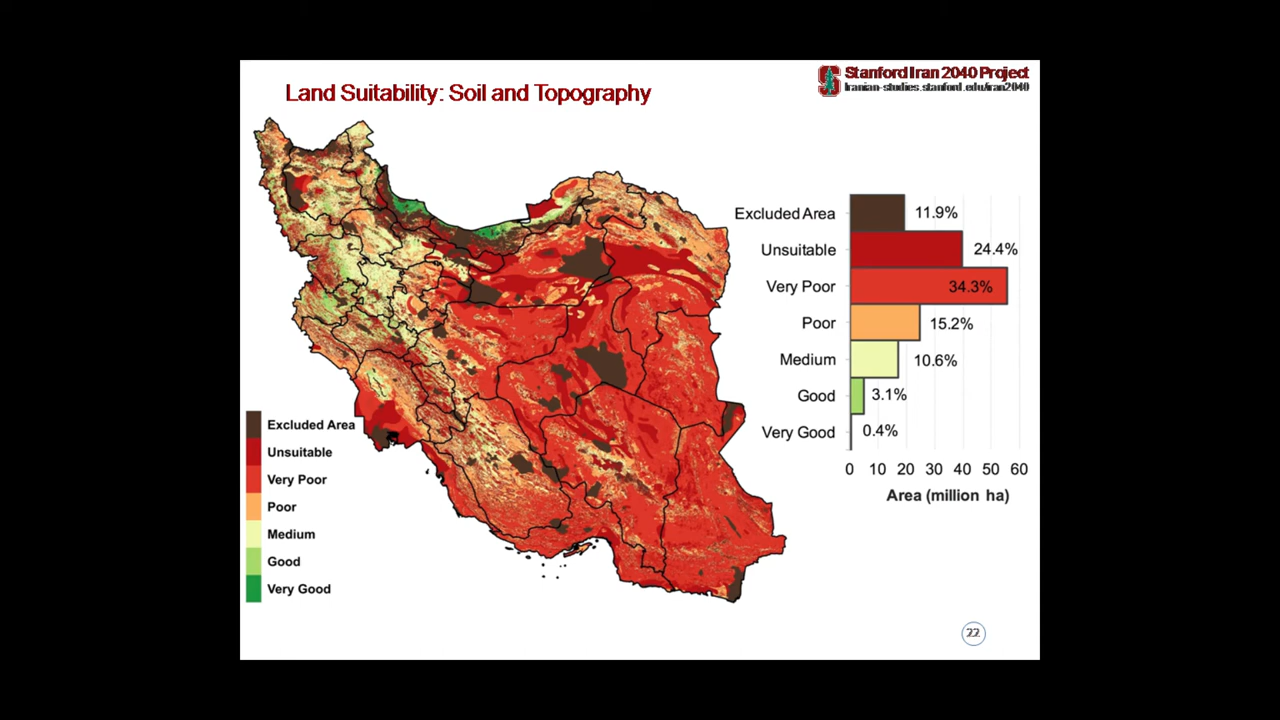 Stanford Iran 2040 Project
Iranian-studies.stanford.edu/iran2040
Land Suitability: Soil and Topography
Excluded Area
Unsuitable
Very Poor
Poor
Medium
Good
Very Good
Excluded Area 11.9%
Unsuitable 24.4%
Very Poor 34.3%
Poor 15.2%
Medium 10.6%
Good 3.1%
Very Good 0.4%
0 10 20 30 40 50 60
Area (million ha)
22